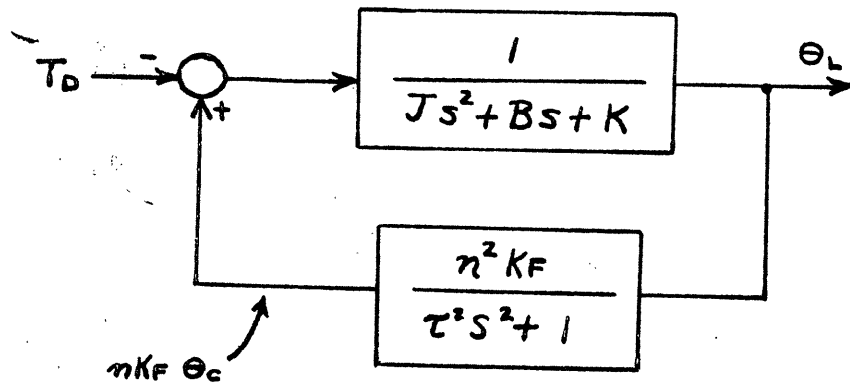 T_D
-
+
1
Js²+Bs+K
θ_L
n²K_F
τ²s²+1
nK_F θ_c